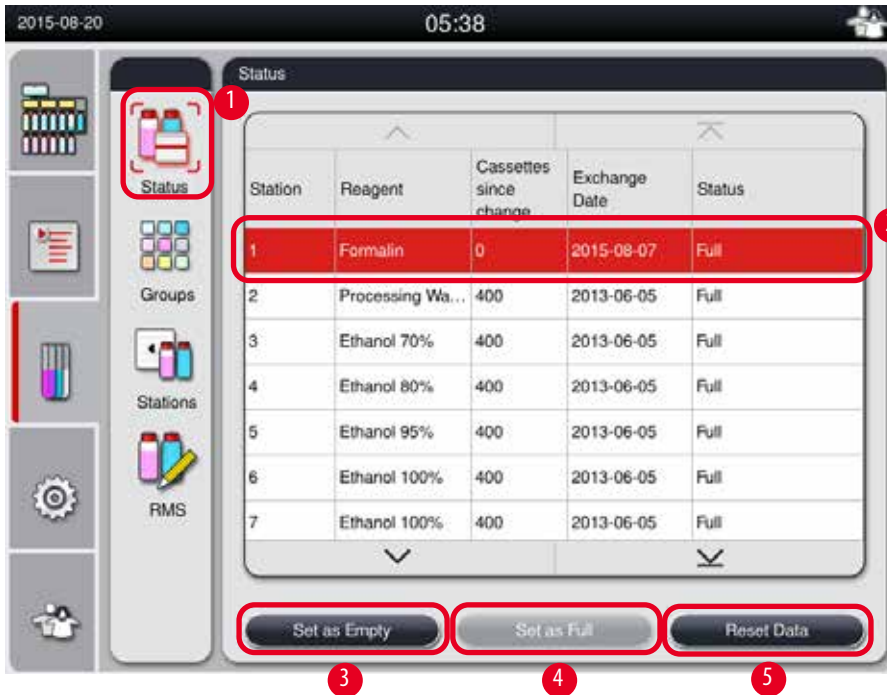 2015-08-20 05:38
Status
1
Status
Groups
Stations
RMS
Station Reagent Cassettes since change Exchange Date Status
1 Formalin 0 2015-08-07 Full
2 Processing Wa... 400 2013-06-05 Full
3 Ethanol 70% 400 2013-06-05 Full
4 Ethanol 80% 400 2013-06-05 Full
5 Ethanol 95% 400 2013-06-05 Full
6 Ethanol 100% 400 2013-06-05 Full
7 Ethanol 100% 400 2013-06-05 Full
Set as Empty Set as Full Reset Data
3 4 5